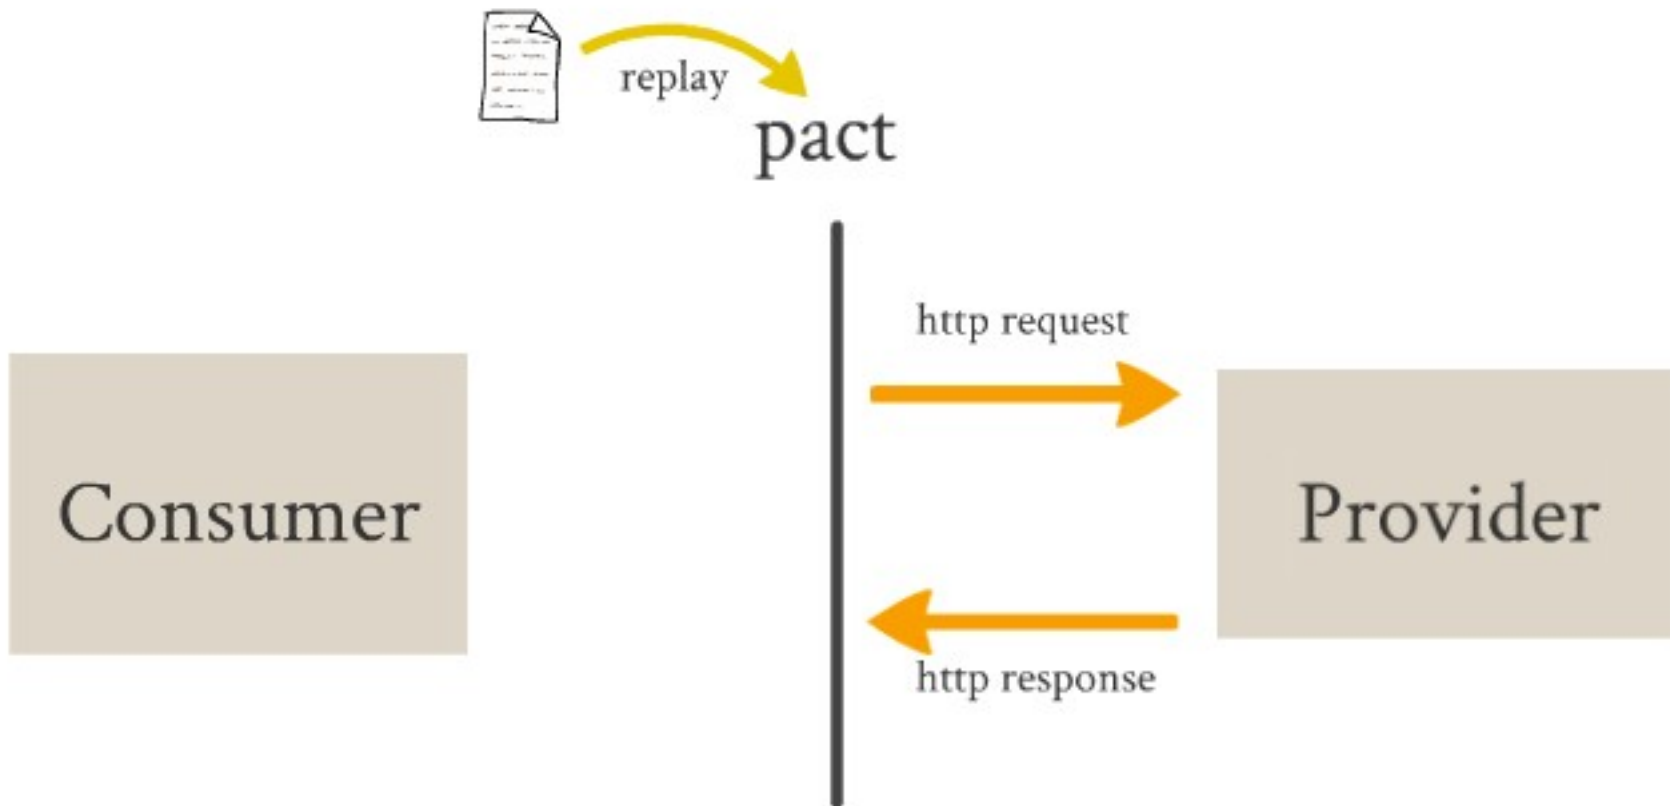 replay
pact
http request
Consumer
Provider
http response